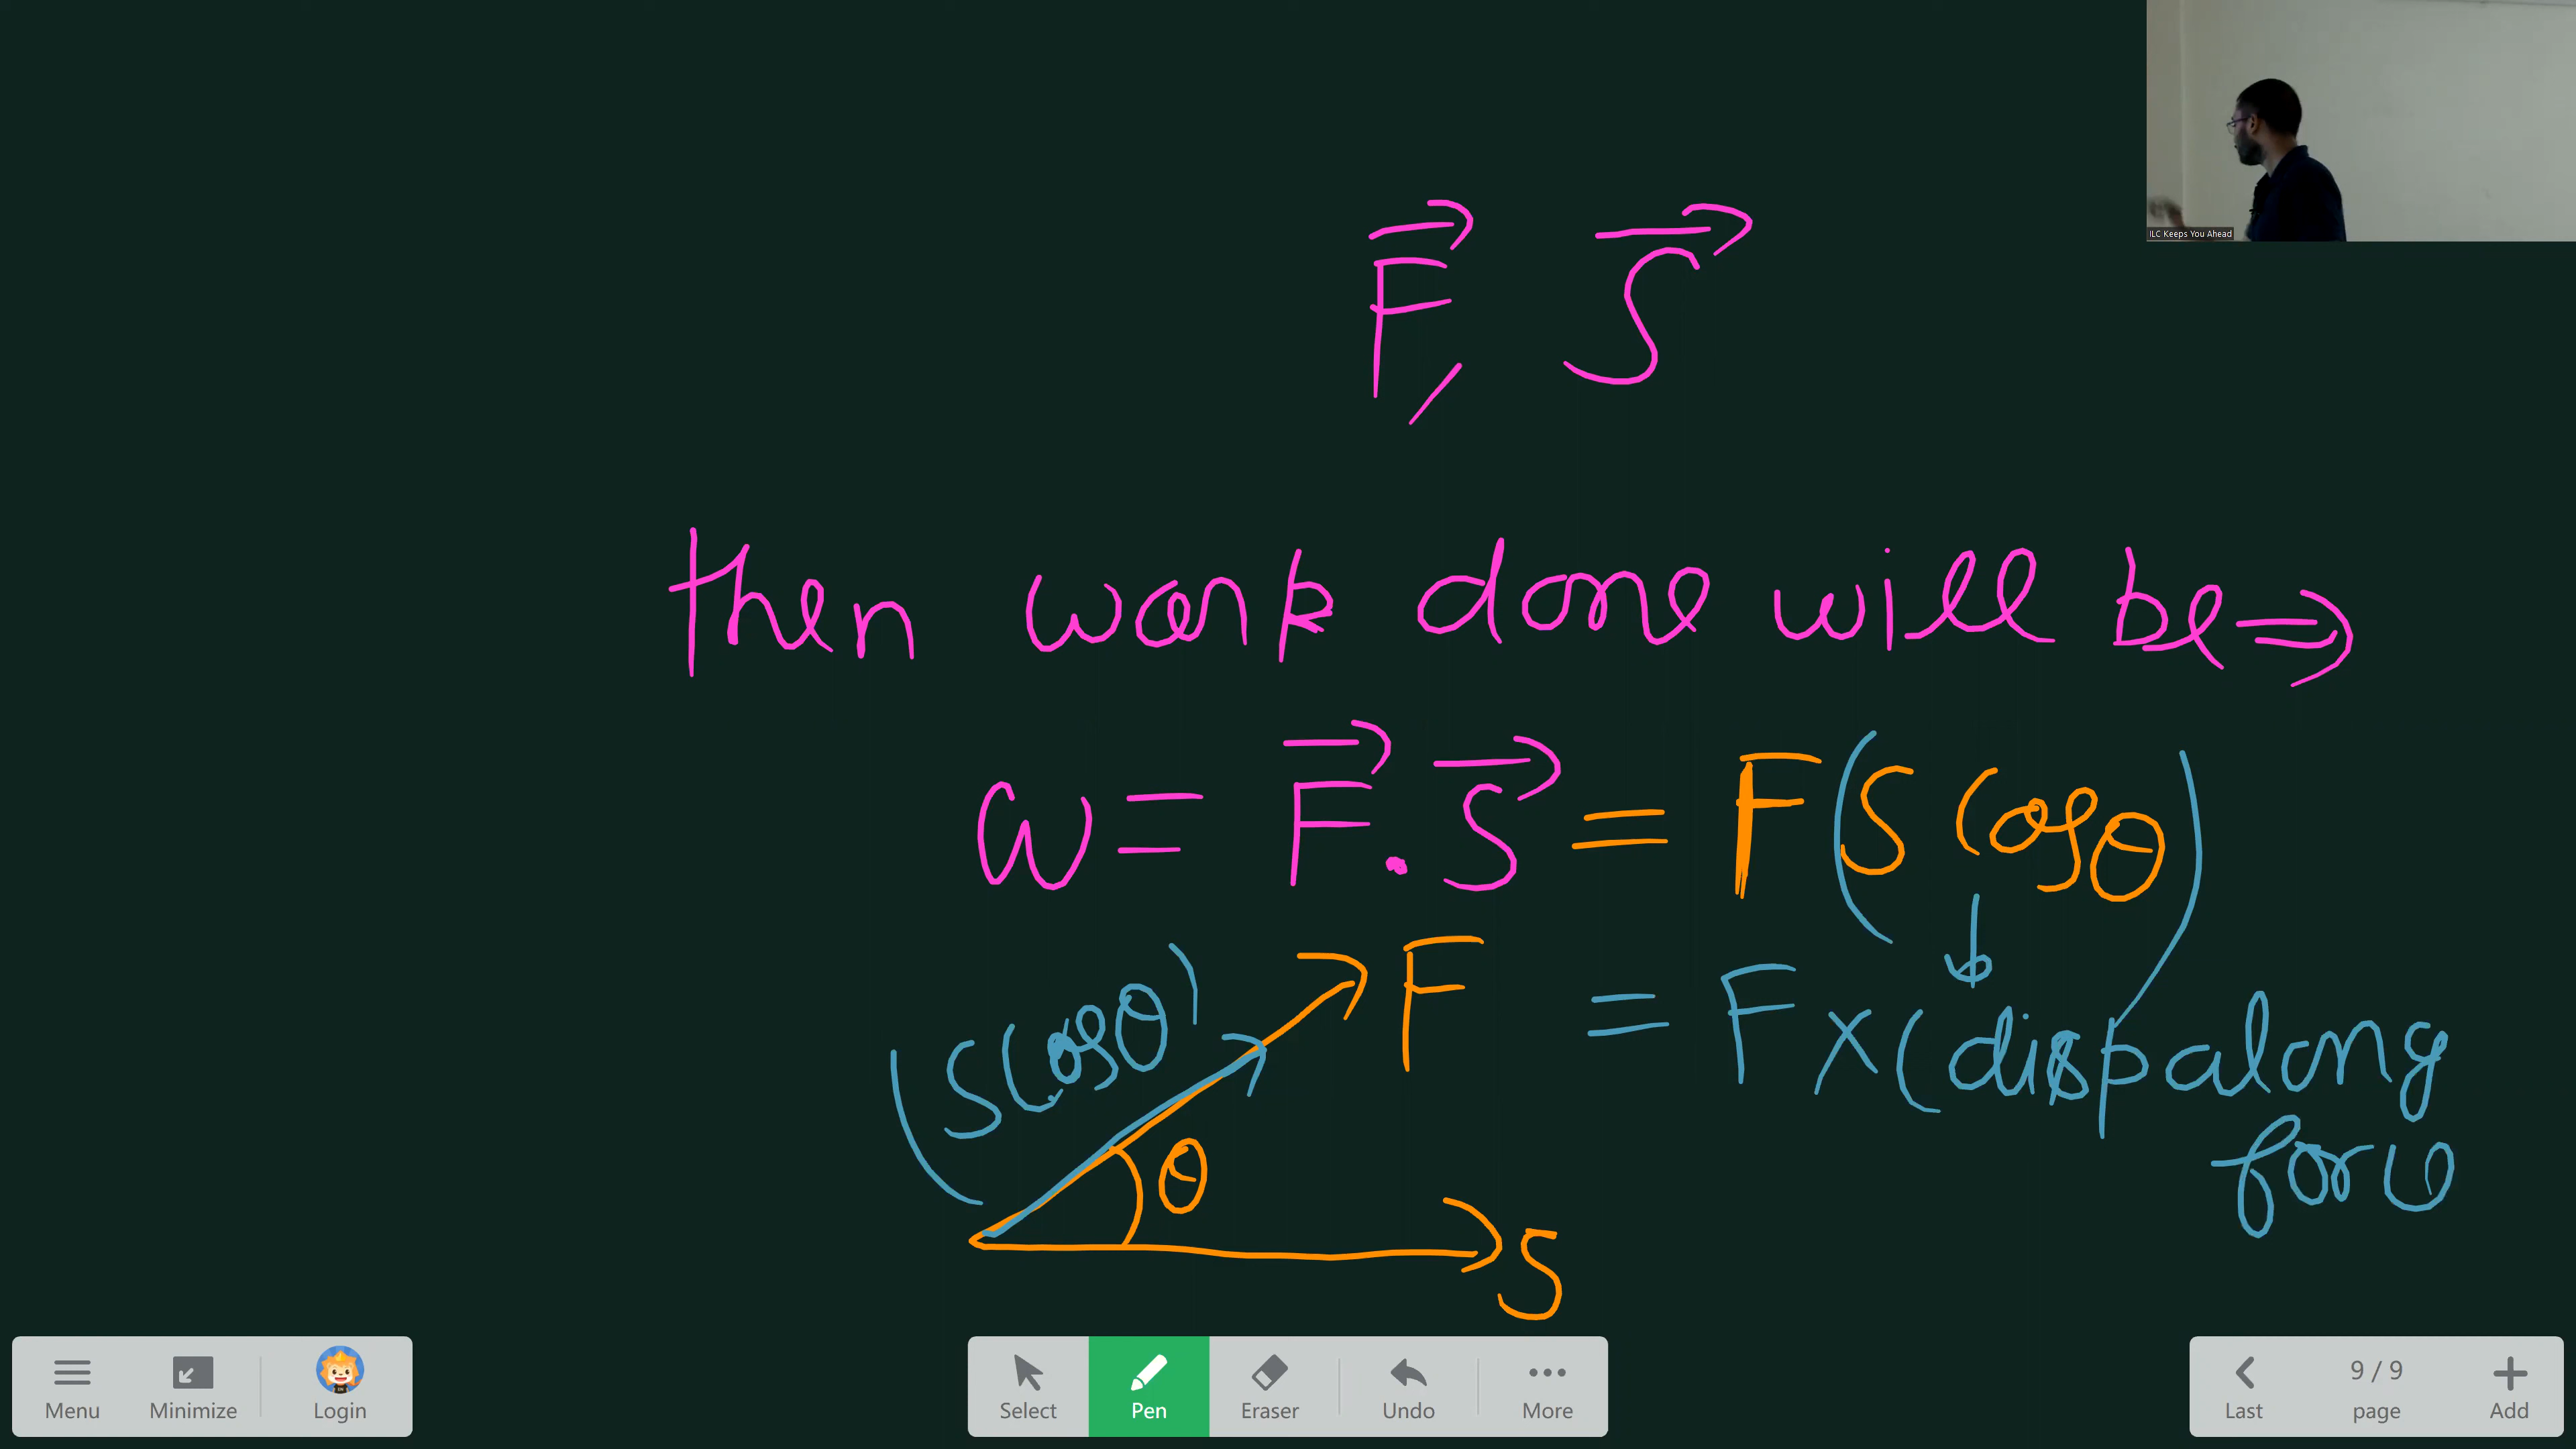 ILC Keeps You Ahead
F⃗, S⃗
then work done will be ⇒
W = F⃗ . S⃗ = F(S Cosθ)
↓
= F × (disp along
force
(S Cosθ)
F
θ
S
Menu Minimize Login
Select Pen Eraser Undo More
Last 9 / 9 page Add